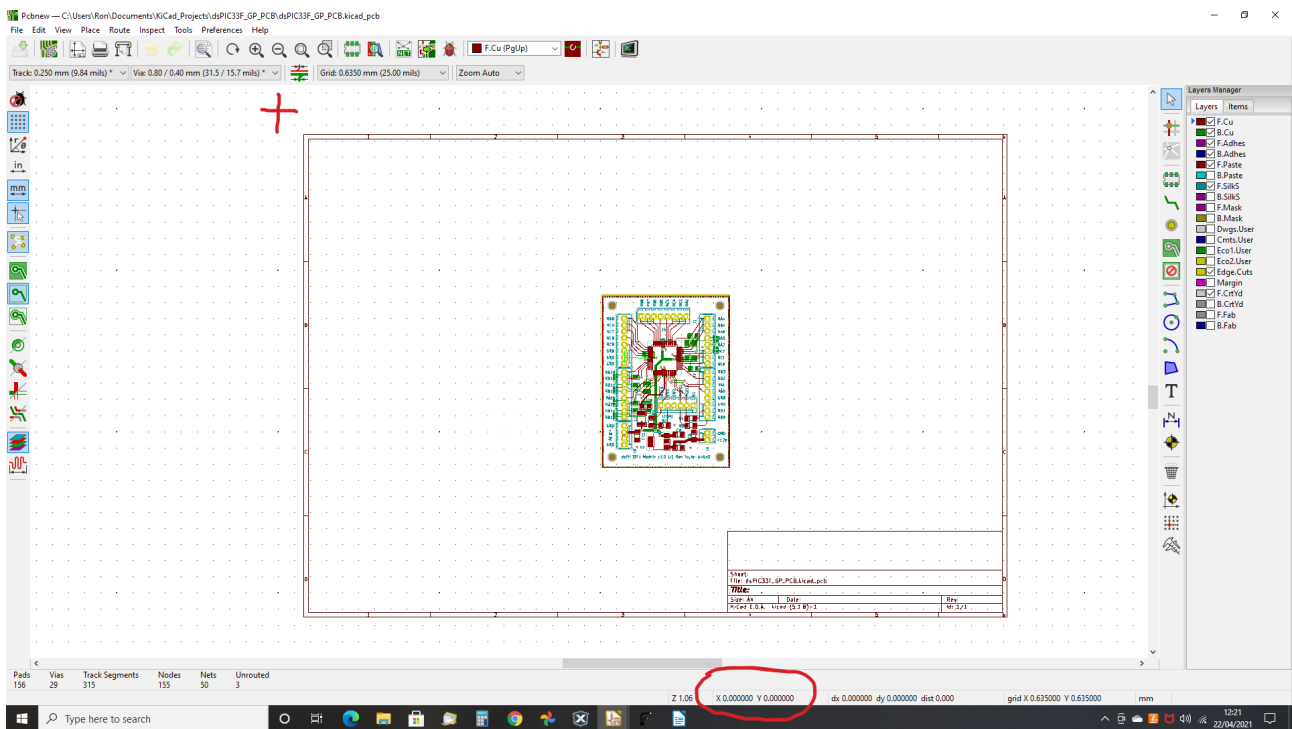 Pcbnew — C:\Users\Ron\Documents\KiCad_Projects\dsPIC33F_GP_PCB\dsPIC33F_GP_PCB.kicad_pcb
File Edit View Place Route Inspect Tools Preferences Help
NET F.Cu (PgUp)
Track: 0.250 mm (9.84 mils) * Via: 0.80 / 0.40 mm (31.5 / 15.7 mils) * Grid: 0.6350 mm (25.00 mils) Zoom Auto
Layers Manager
Layers Items
F.Cu
B.Cu
F.Adhes
B.Adhes
F.Paste
B.Paste
F.SilkS
B.SilkS
F.Mask
B.Mask
Dwgs.User
Cmts.User
Eco1.User
Eco2.User
Edge.Cuts
Margin
F.CrtYd
B.CrtYd
F.Fab
B.Fab
in
mm
T
N
Sheet:
File: dsPIC33F_GP_PCB.kicad_pcb
Title:
Size: A4 Date: Rev:
KiCad E.D.A. Id: 1/1
Pads Vias Track Segments Nodes Nets Unrouted
156 29 315 155 50 3
Z 1.06 X 0.000000 Y 0.000000 dx 0.000000 dy 0.000000 dist 0.000 grid X 0.635000 Y 0.635000 mm
Type here to search
12:21
22/04/2021